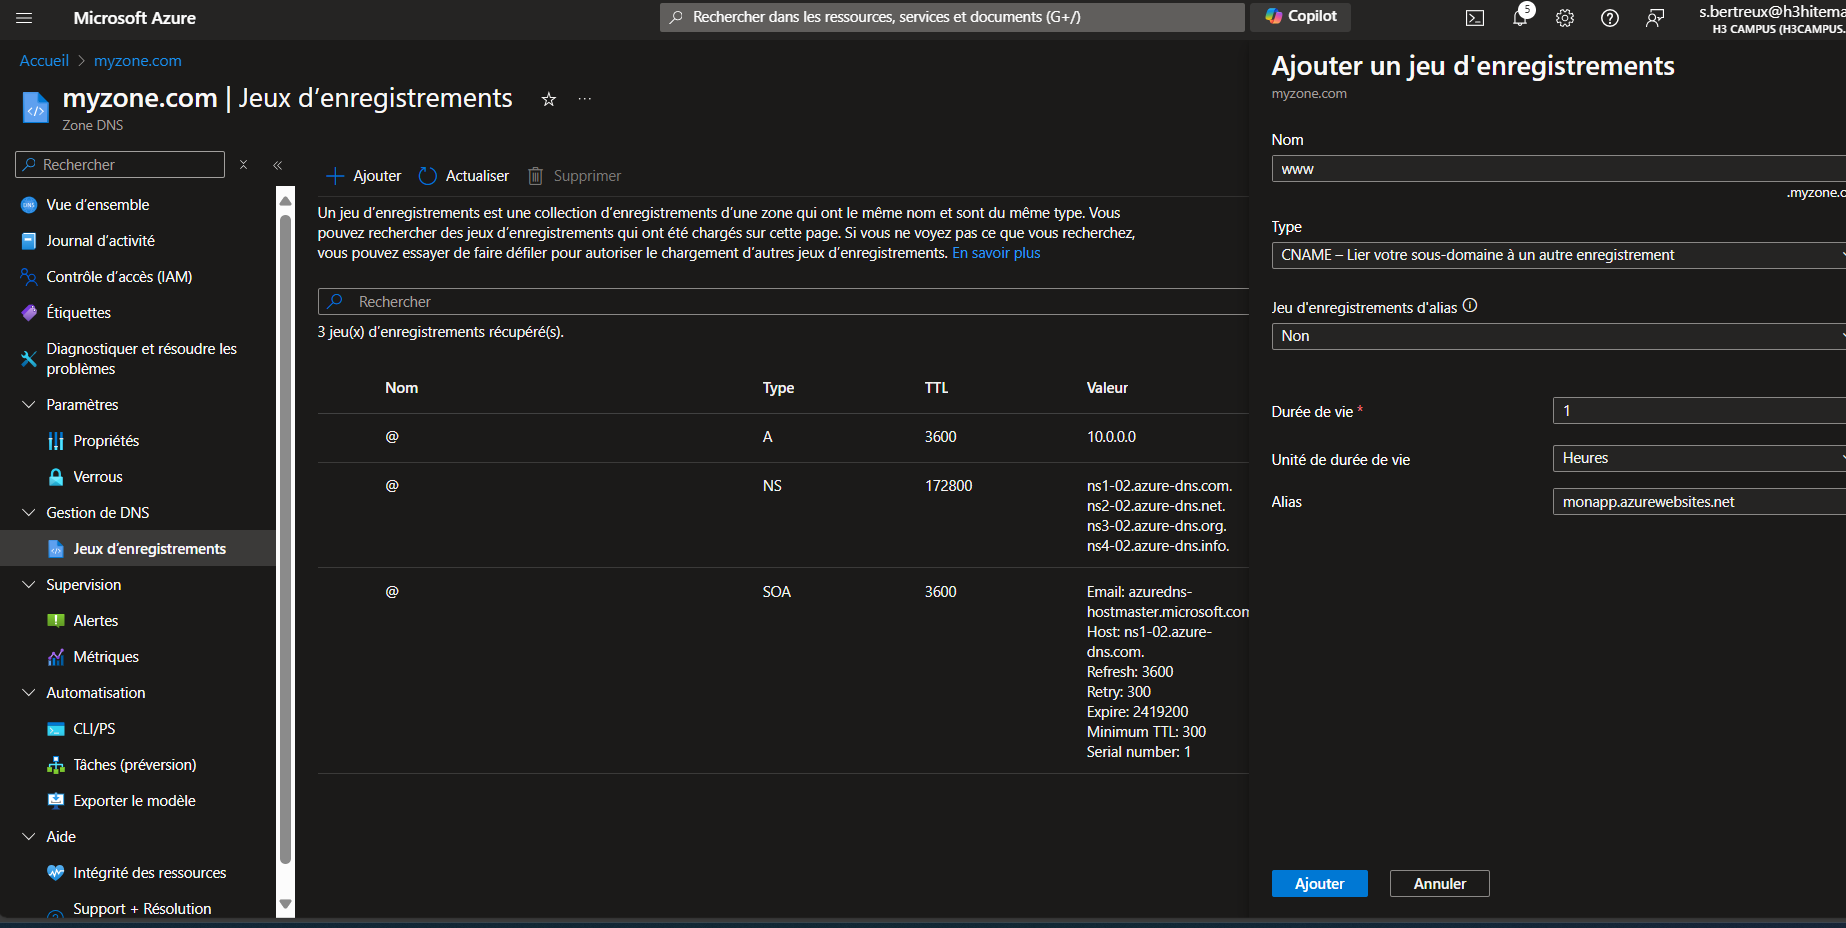 Microsoft Azure
Rechercher dans les ressources, services et documents (G+/)
Copilot
5
s.bertreux@h3hitema
H3 CAMPUS (H3CAMPUS.
Accueil > myzone.com
myzone.com | Jeux d'enregistrements
Zone DNS
Rechercher
Vue d'ensemble
Journal d'activité
Contrôle d'accès (IAM)
Étiquettes
Diagnostiquer et résoudre les
problèmes
Paramètres
Propriétés
Verrous
Gestion de DNS
Jeux d'enregistrements
Supervision
Alertes
Métriques
Automatisation
CLI/PS
Tâches (préversion)
Exporter le modèle
Aide
Intégrité des ressources
Support + Résolution
Ajouter Actualiser Supprimer
Un jeu d'enregistrements est une collection d'enregistrements d'une zone qui ont le même nom et sont du même type. Vous
pouvez rechercher des jeux d'enregistrements qui ont été chargés sur cette page. Si vous ne voyez pas ce que vous recherchez,
vous pouvez essayer de faire défiler pour autoriser le chargement d'autres jeux d'enregistrements. En savoir plus
Rechercher
3 jeu(x) d'enregistrements récupéré(s).
Nom Type TTL Valeur
@ A 3600 10.0.0.0
@ NS 172800 ns1-02.azure-dns.com.
ns2-02.azure-dns.net.
ns3-02.azure-dns.org.
ns4-02.azure-dns.info.
@ SOA 3600 Email: azuredns-
hostmaster.microsoft.com
Host: ns1-02.azure-
dns.com.
Refresh: 3600
Retry: 300
Expire: 2419200
Minimum TTL: 300
Serial number: 1
Ajouter un jeu d'enregistrements
myzone.com
Nom
www
.myzone.c
Type
CNAME – Lier votre sous-domaine à un autre enregistrement
Jeu d'enregistrements d'alias
Non
Durée de vie * 1
Unité de durée de vie Heures
Alias monapp.azurewebsites.net
Ajouter Annuler